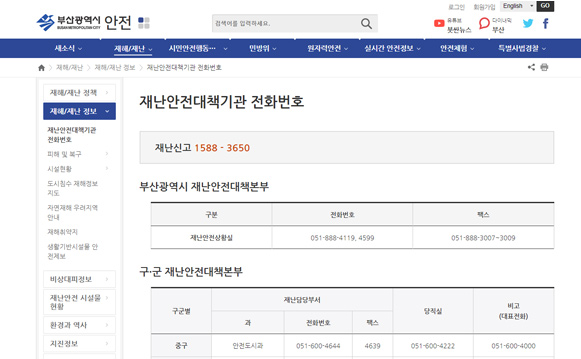 로그인 회원가입 English GO
부산광역시 안전
BUSAN METROPOLITAN CITY
검색어를 입력하세요.
유튜브
붓싼뉴스
다이나믹
부산
새소식 재해/재난 시민안전행동⋯ 민방위 원자력안전 실시간 안전정보 안전체험 특별사법경찰
재해/재난 > 재해/재난 정보 > 재난안전대책기관 전화번호
재해/재난 정책
재해/재난 정보
재난안전대책기관
전화번호
피해 및 복구
시설현황
도시침수 재해정보
지도
자연재해 우려지역
안내
재해취약지
생활기반시설물 안
전제보
비상대피정보
재난안전 시설물
현황
환경과 역사
지진정보
재난안전대책기관 전화번호
재난신고 1588 - 3650
부산광역시 재난안전대책본부
구분 전화번호 팩스
재난안전상황실 051-888-4119, 4599 051-888-3007~3009
구·군 재난안전대책본부
구군별 재난담당부서 당직실 비고
(대표전화)
과 전화번호 팩스
중구 안전도시과 051-600-4644 4639 051-600-4222 051-600-4000